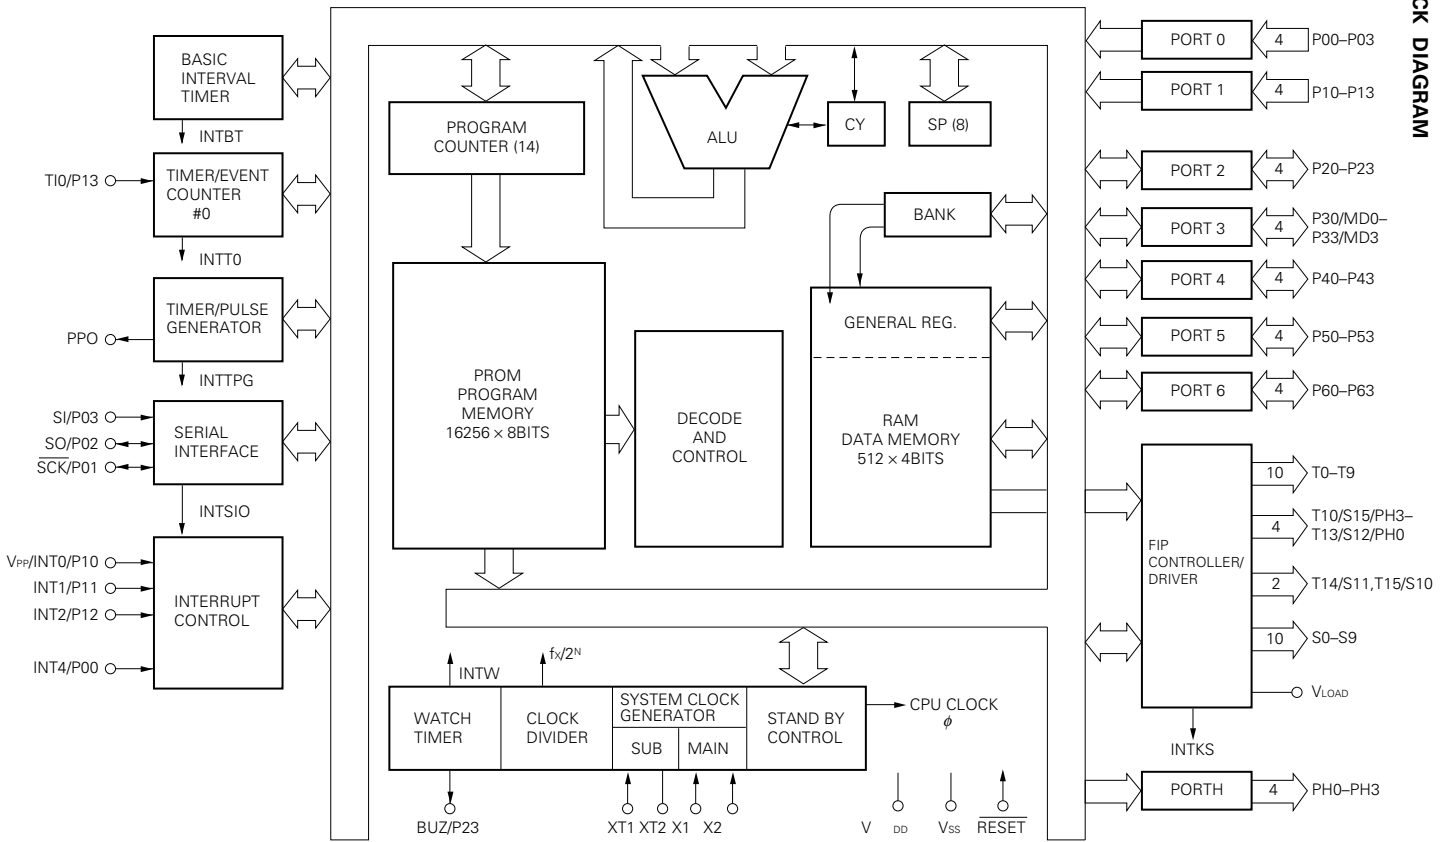 CK DIAGRAM
BASIC
INTERVAL
TIMER
INTBT
TI0/P13
TIMER/EVENT
COUNTER
#0
INTT0
TIMER/PULSE
GENERATOR
PPO
INTTPG
SI/P03
SO/P02
SCK/P01
SERIAL
INTERFACE
INTSIO
VPP/INT0/P10
INT1/P11
INT2/P12
INT4/P00
INTERRUPT
CONTROL
PROGRAM
COUNTER (14)
ALU
CY
SP (8)
BANK
GENERAL REG.
PROM
PROGRAM
MEMORY
16256 × 8BITS
DECODE
AND
CONTROL
RAM
DATA MEMORY
512 × 4BITS
INTW
fX/2N
WATCH
TIMER
CLOCK
DIVIDER
SYSTEM CLOCK
GENERATOR
SUB
MAIN
STAND BY
CONTROL
CPU CLOCK
ϕ
BUZ/P23
XT1 XT2 X1 X2
VDD
VSS
RESET
PORT 0 4 P00–P03
PORT 1 4 P10–P13
PORT 2 4 P20–P23
PORT 3 4 P30/MD0–
P33/MD3
PORT 4 4 P40–P43
PORT 5 4 P50–P53
PORT 6 4 P60–P63
FIP
CONTROLLER/
DRIVER
10 T0–T9
4 T10/S15/PH3–
T13/S12/PH0
2 T14/S11,T15/S10
10 S0–S9
VLOAD
INTKS
PORTH 4 PH0–PH3